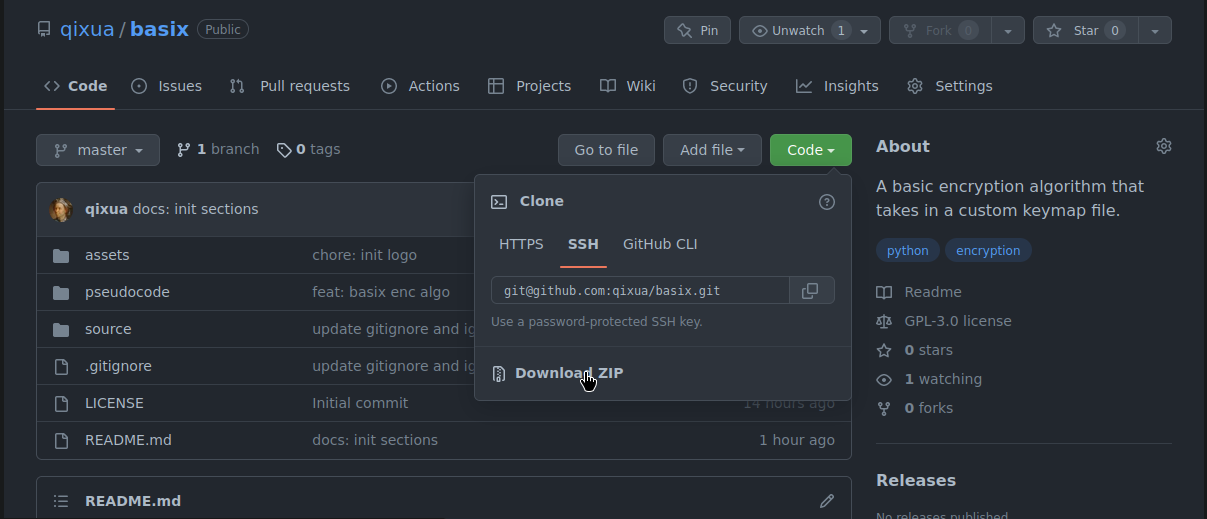 qixua / basix Public Pin Unwatch 1 Fork 0 Star 0
Code Issues Pull requests Actions Projects Wiki Security Insights Settings
master 1 branch 0 tags Go to file Add file Code
qixua docs: init sections
assets chore: init logo
pseudocode feat: basix enc algo
source update gitignore and ig
.gitignore update gitignore and ig
LICENSE Initial commit 14 hours ago
README.md docs: init sections 1 hour ago
README.md
Clone
HTTPS SSH GitHub CLI
git@github.com:qixua/basix.git
Use a password-protected SSH key.
Download ZIP
About
A basic encryption algorithm that
takes in a custom keymap file.
python encryption
Readme
GPL-3.0 license
0 stars
1 watching
0 forks
Releases
No releases published